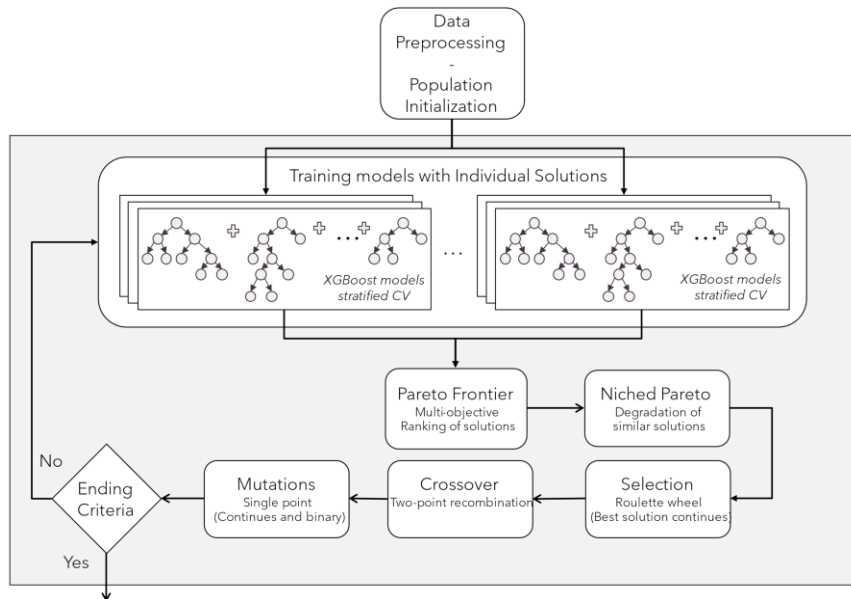 Data
Preprocessing
-
Population
Initialization
Training models with Individual Solutions
XGBoost models
stratified CV
...
XGBoost models
stratified CV
Pareto Frontier
Multi-objective
Ranking of solutions
Niched Pareto
Degradation of
similar solutions
Selection
Roulette wheel
(Best solution continues)
Crossover
Two-point recombination
Mutations
Single point
(Continues and binary)
Ending
Criteria
No
Yes